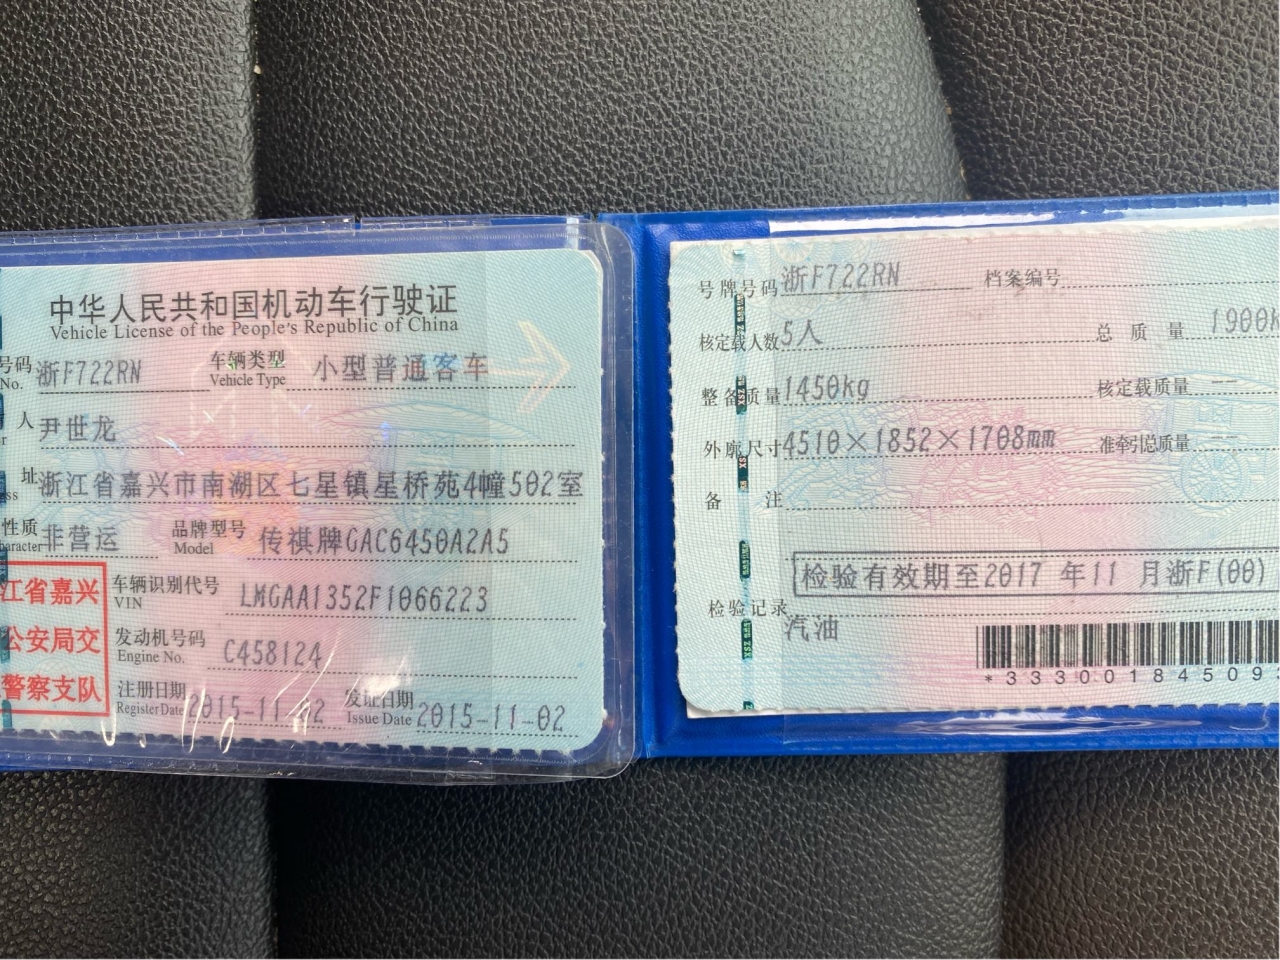 中华人民共和国机动车行驶证
Vehicle License of the People's Republic of China
号码 浙F722RN 车辆类型 小型普通客车
No. Vehicle Type
人 尹世龙
址 浙江省嘉兴市南湖区七星镇星桥苑4幢502室
性质 非营运 品牌型号 传祺牌GAC6450A2A5
haracter Model
江省嘉兴
公安局交
警察支队
车辆识别代号 LMGAA1352F1066223
VIN
发动机号码 C458124
Engine No.
注册日期 2015-11-02 发证日期 2015-11-02
Register Date Issue Date
号牌号码 浙F722RN 档案编号
核定载人数 5人 总质量 1900k
整备质量 1450kg 核定载质量 --
外廓尺寸 4510×1852×1708mm 准牵引总质量 --
备注
检验有效期至2017 年11 月浙F(00)
检验记录
汽油
*333000184509